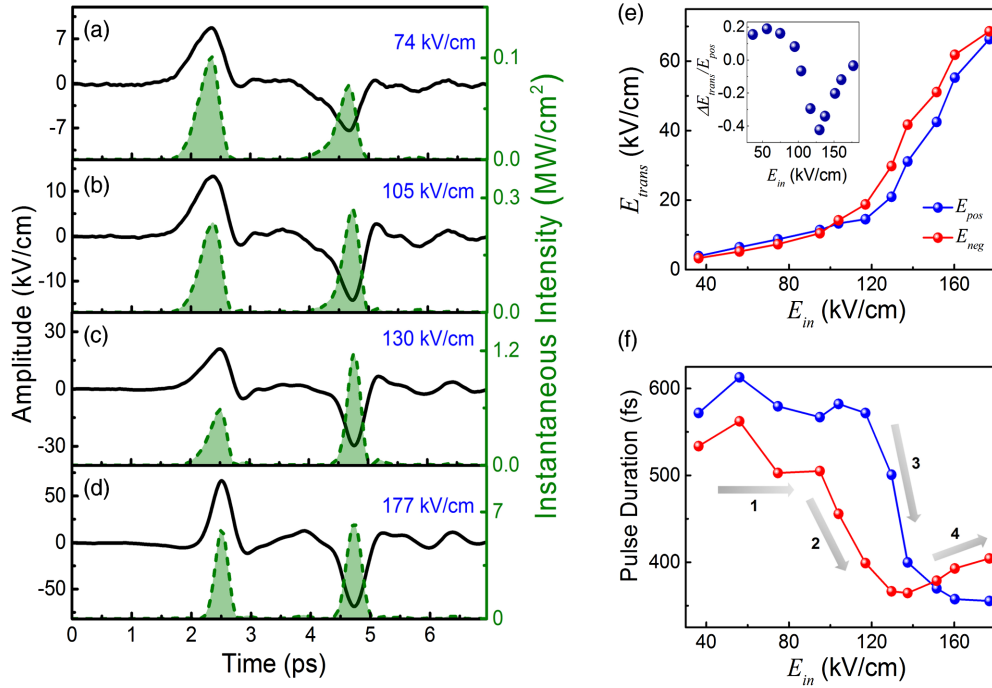 (a)
74 kV/cm
7
0
-7
0.1
0.0
(b)
105 kV/cm
10
0
-10
0.3
0.0
(c)
130 kV/cm
30
0
-30
1.2
0.0
(d)
177 kV/cm
50
0
-50
7
0
0 1 2 3 4 5 6
Time (ps)
Amplitude (kV/cm)
Instantaneous Intensity (MW/cm²)
(e)
80
60
40
20
0
40 80 120 160
E_in (kV/cm)
E_trans (kV/cm)
0.2
0.0
-0.2
-0.4
50 100 150
E_in (kV/cm)
ΔE_trans/E_pos
E_pos
E_neg
(f)
600
500
400
40 80 120 160
E_in (kV/cm)
Pulse Duration (fs)
1
2
3
4